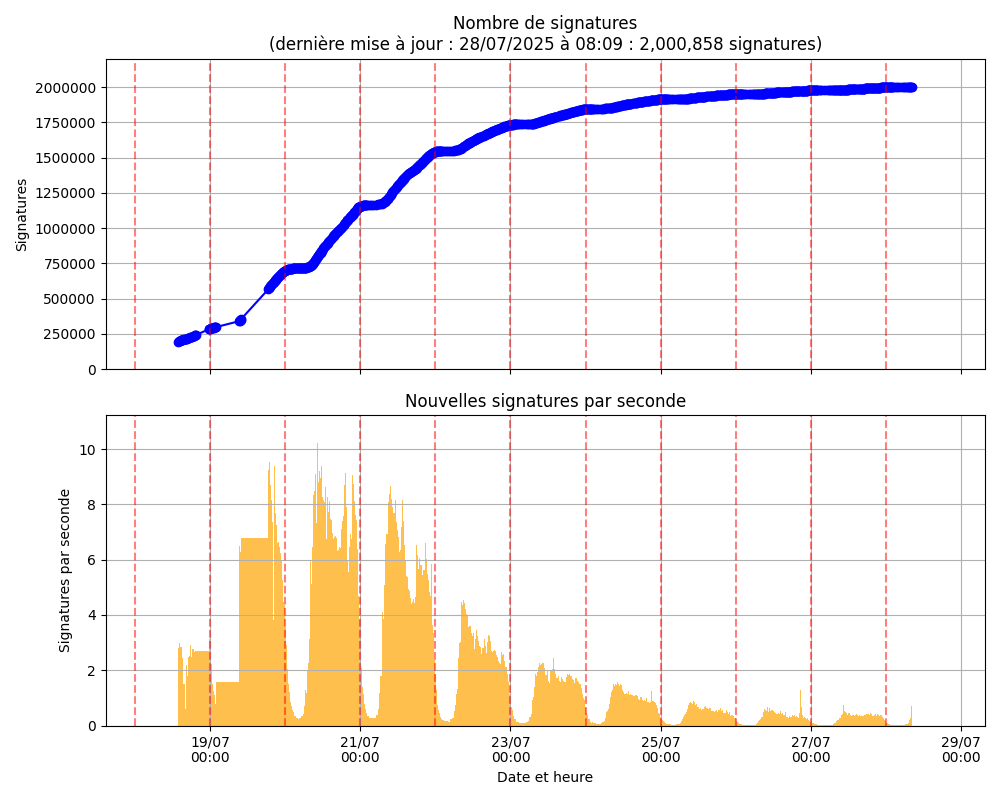 Nombre de signatures
(dernière mise à jour : 28/07/2025 à 08:09 : 2,000,858 signatures)
Signatures
2000000
1750000
1500000
1250000
1000000
750000
500000
250000
0
Nouvelles signatures par seconde
Signatures par seconde
10
8
6
4
2
0
19/07 21/07 23/07 25/07 27/07 29/07
00:00 00:00 00:00 00:00 00:00 00:00
Date et heure